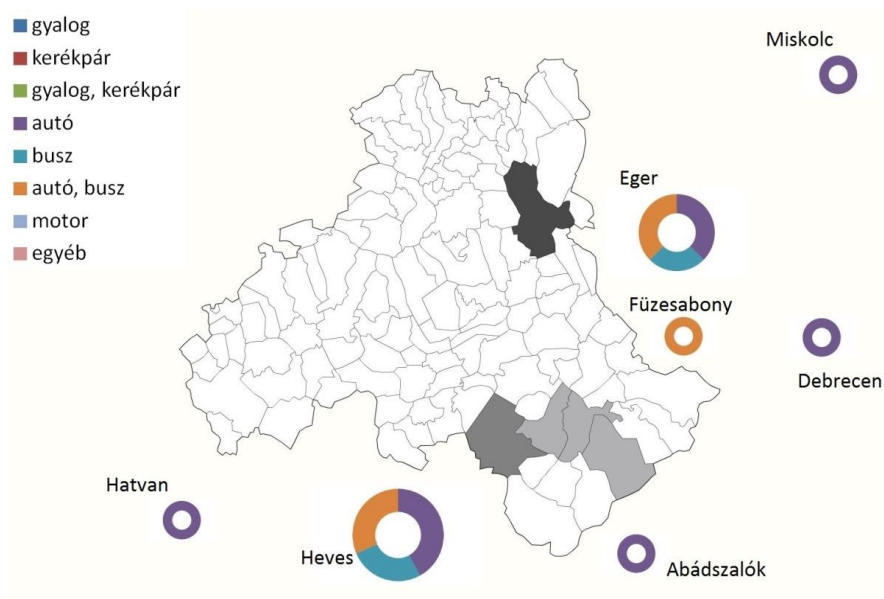 gyalog
kerékpár
gyalog, kerékpár
autó
busz
autó, busz
motor
egyéb
Miskolc
Eger
Füzesabony
Debrecen
Hatvan
Heves
Abádszalók